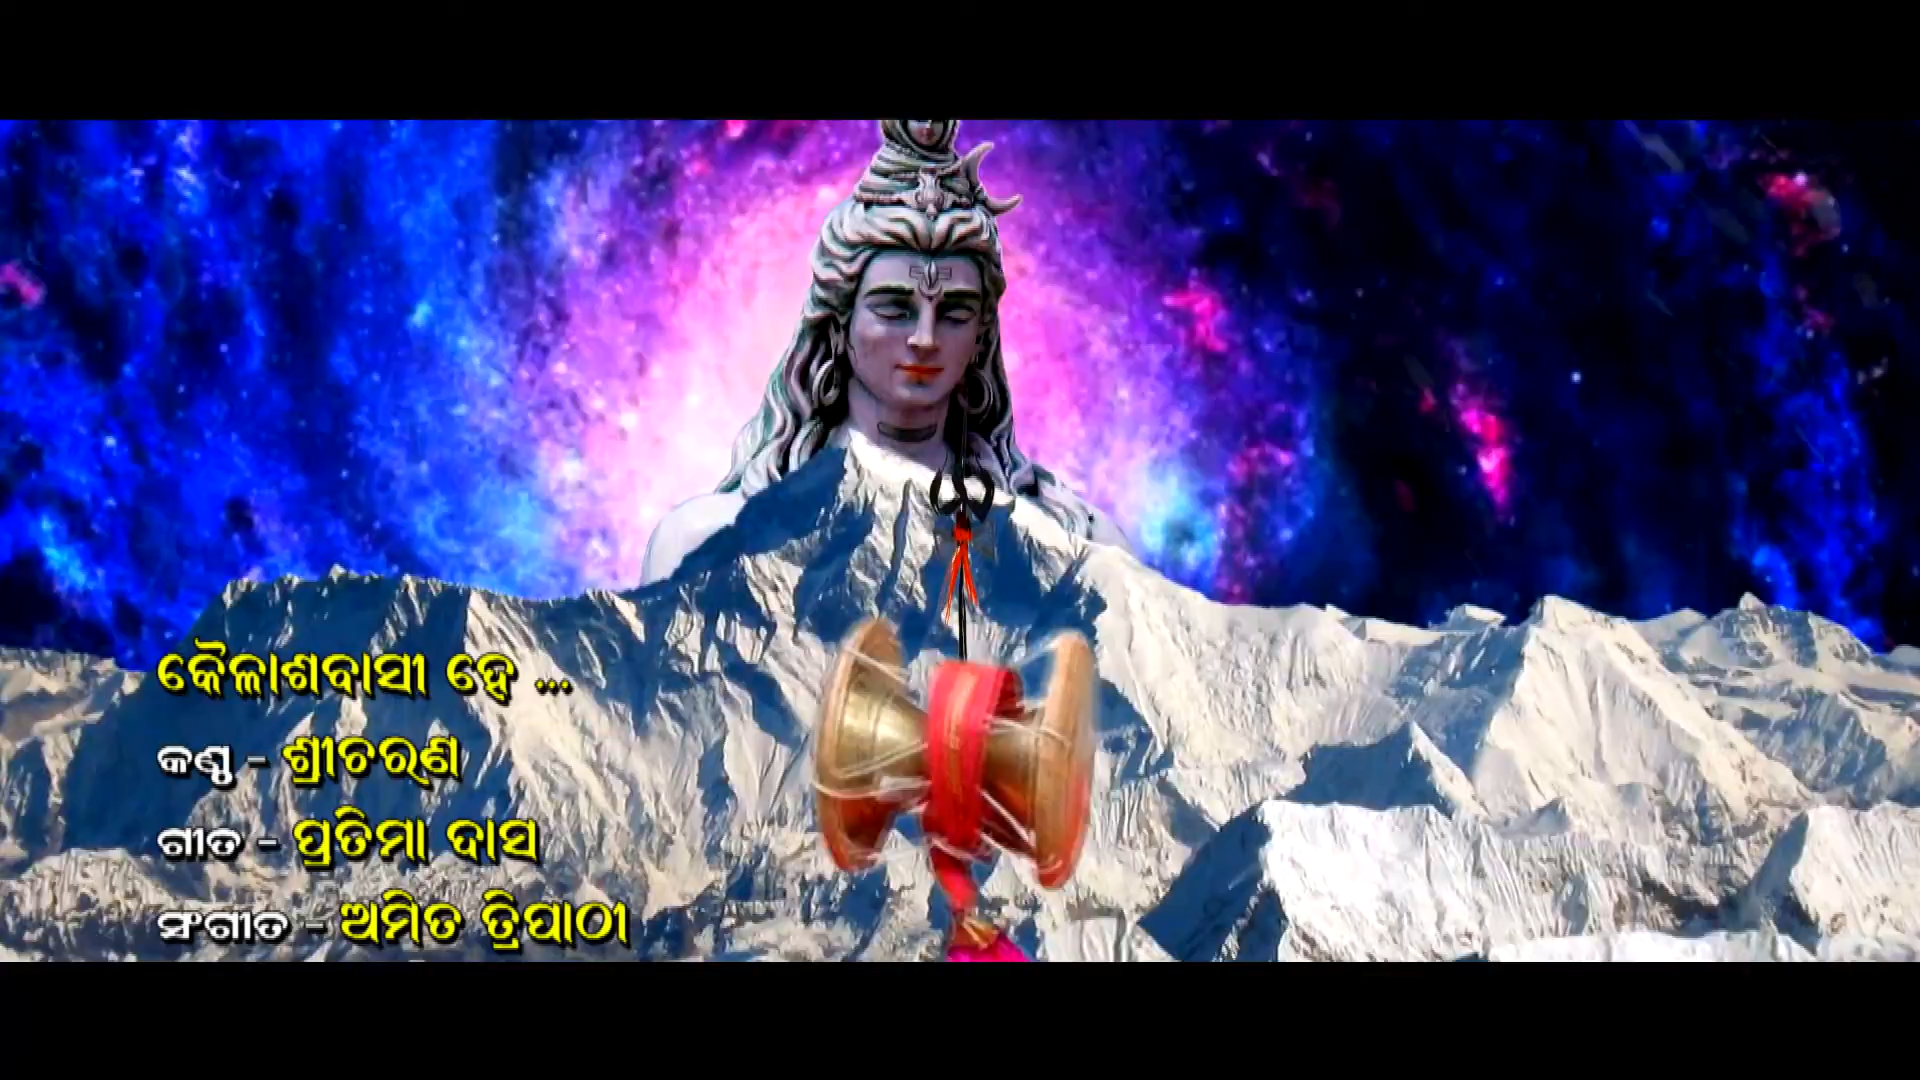 କୈଳାଶବାସୀ ହେ ...
କଣ୍ଠ - ଶ୍ରୀଚରଣ
ଗୀତ - ପ୍ରତିମା ଦାସ
ସଂଗୀତ - ଅମିତ ତ୍ରିପାଠୀ